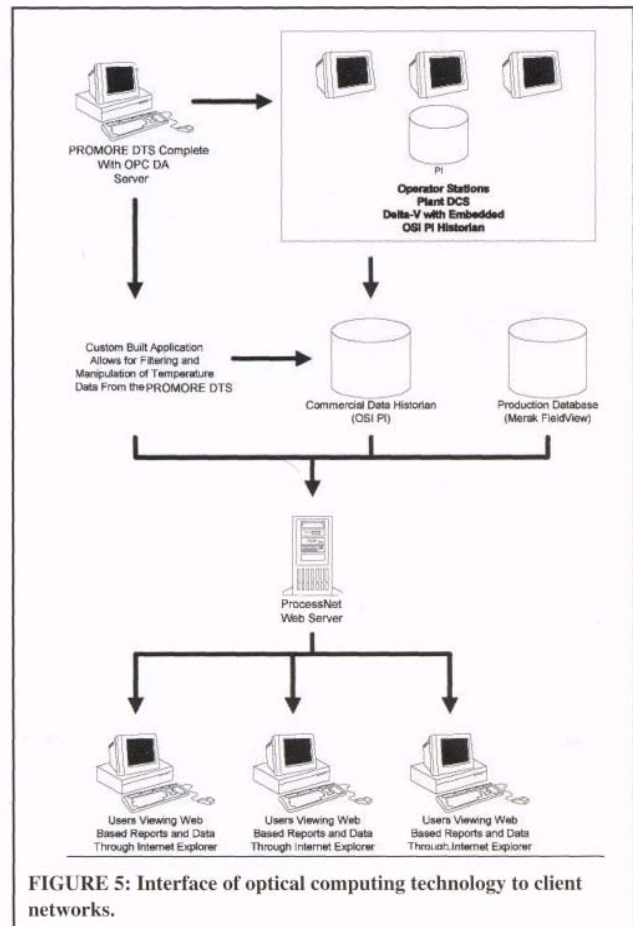 PROMORE DTS Complete
With OPC DA
Server
PI
Operator Stations
Plant DCS
Delta-V with Embedded
OSI PI Historian
Custom Built Application
Allows for Filtering and
Manipulation of Temperature
Data From the PROMORE DTS
Commercial Data Historian
(OSI PI)
Production Database
(Merak FieldView)
ProcessNet
Web Server
Users Viewing Web
Based Reports and Data
Through Internet Explorer
Users Viewing Web
Based Reports and Data
Through Internet Explorer
Users Viewing Web
Based Reports and Data
Through Internet Explorer
FIGURE 5: Interface of optical computing technology to client
networks.